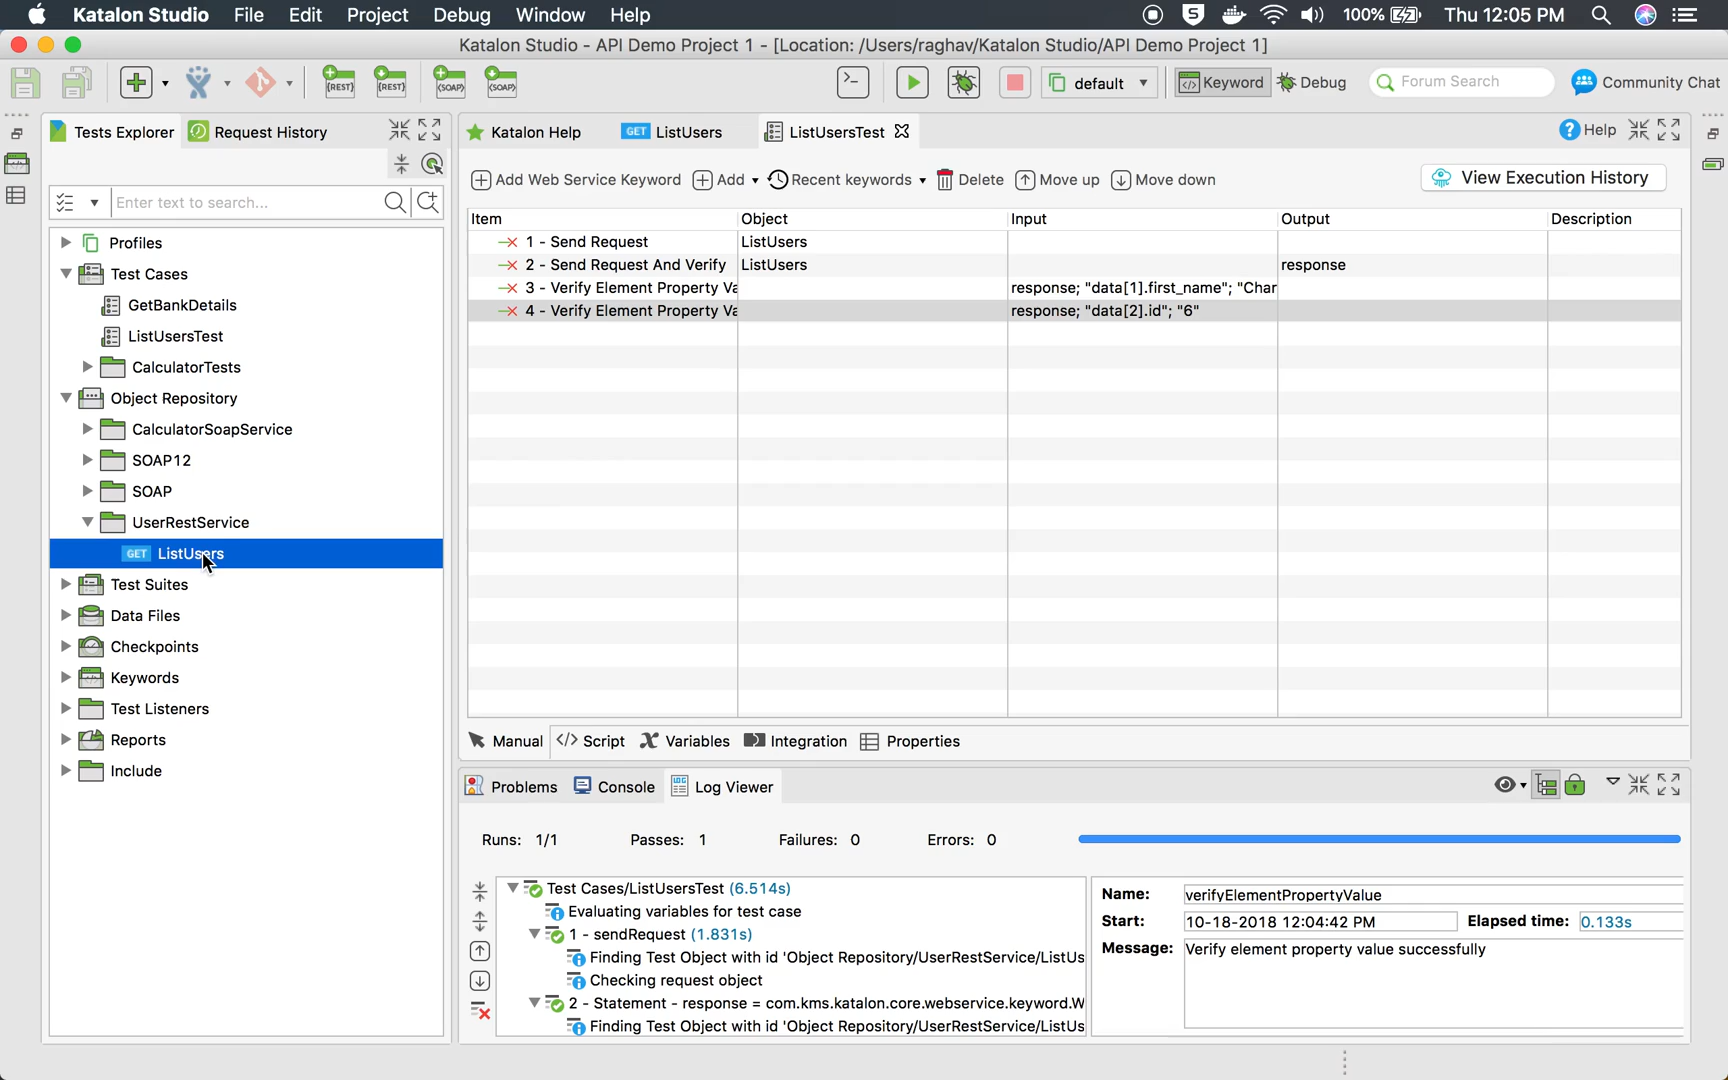 Katalon Studio File Edit Project Debug Window Help 100% Thu 12:05 PM
Katalon Studio - API Demo Project 1 - [Location: /Users/raghav/Katalon Studio/API Demo Project 1]
{REST} {REST} {SOAP} {SOAP} default Keyword Debug Forum Search Community Chat
Tests Explorer Request History
Enter text to search...
Profiles
Test Cases
GetBankDetails
ListUsersTest
CalculatorTests
Object Repository
CalculatorSoapService
SOAP12
SOAP
UserRestService
GET ListUsers
Test Suites
Data Files
Checkpoints
Keywords
Test Listeners
Reports
Include
Katalon Help GET ListUsers ListUsersTest Help
Add Web Service Keyword Add Recent keywords Delete Move up Move down View Execution History
Item Object Input Output Description
1 - Send Request ListUsers
2 - Send Request And Verify ListUsers response
3 - Verify Element Property Va response; "data[1].first_name"; "Char
4 - Verify Element Property Va response; "data[2].id"; "6"
Manual Script Variables Integration Properties
Problems Console Log Viewer
Runs: 1/1 Passes: 1 Failures: 0 Errors: 0
Test Cases/ListUsersTest (6.514s)
Evaluating variables for test case
1 - sendRequest (1.831s)
Finding Test Object with id 'Object Repository/UserRestService/ListUs
Checking request object
2 - Statement - response = com.kms.katalon.core.webservice.keyword.W
Finding Test Object with id 'Object Repository/UserRestService/ListUs
Name: verifyElementPropertyValue
Start: 10-18-2018 12:04:42 PM Elapsed time: 0.133s
Message: Verify element property value successfully